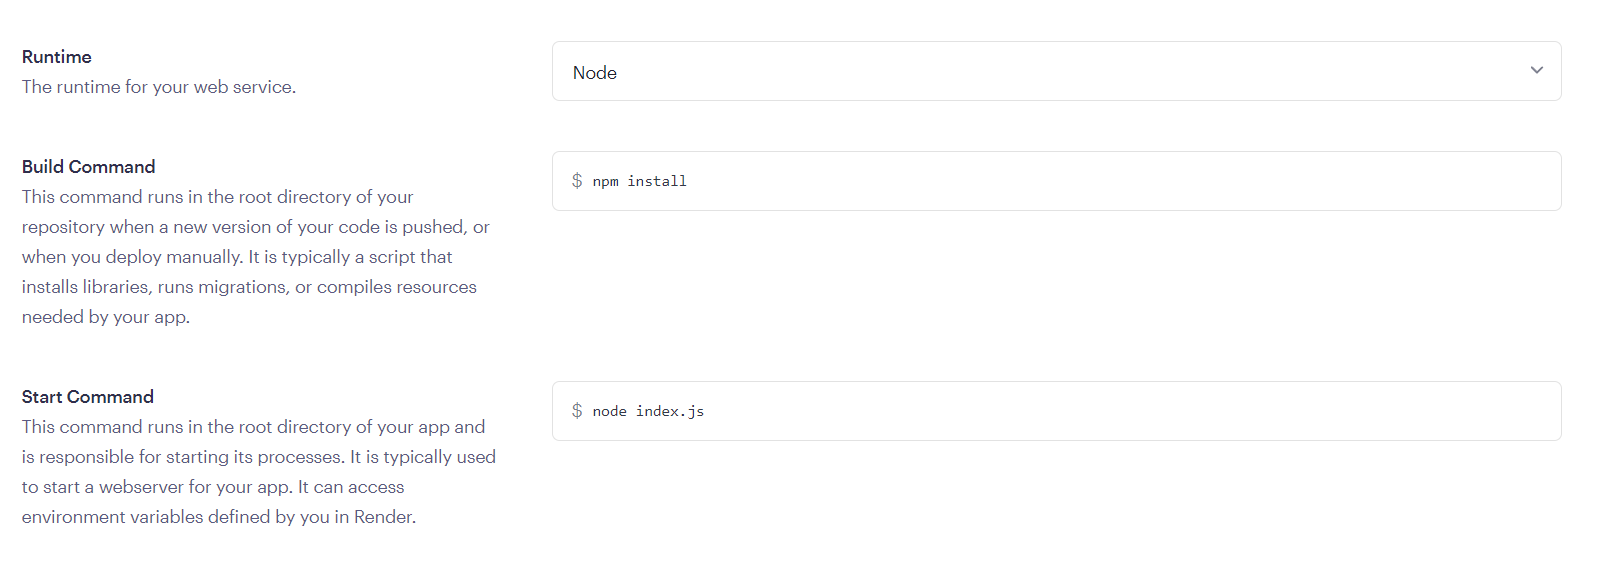 Runtime
The runtime for your web service.
Node
Build Command
This command runs in the root directory of your
repository when a new version of your code is pushed, or
when you deploy manually. It is typically a script that
installs libraries, runs migrations, or compiles resources
needed by your app.
$ npm install
Start Command
This command runs in the root directory of your app and
is responsible for starting its processes. It is typically used
to start a webserver for your app. It can access
environment variables defined by you in Render.
$ node index.js